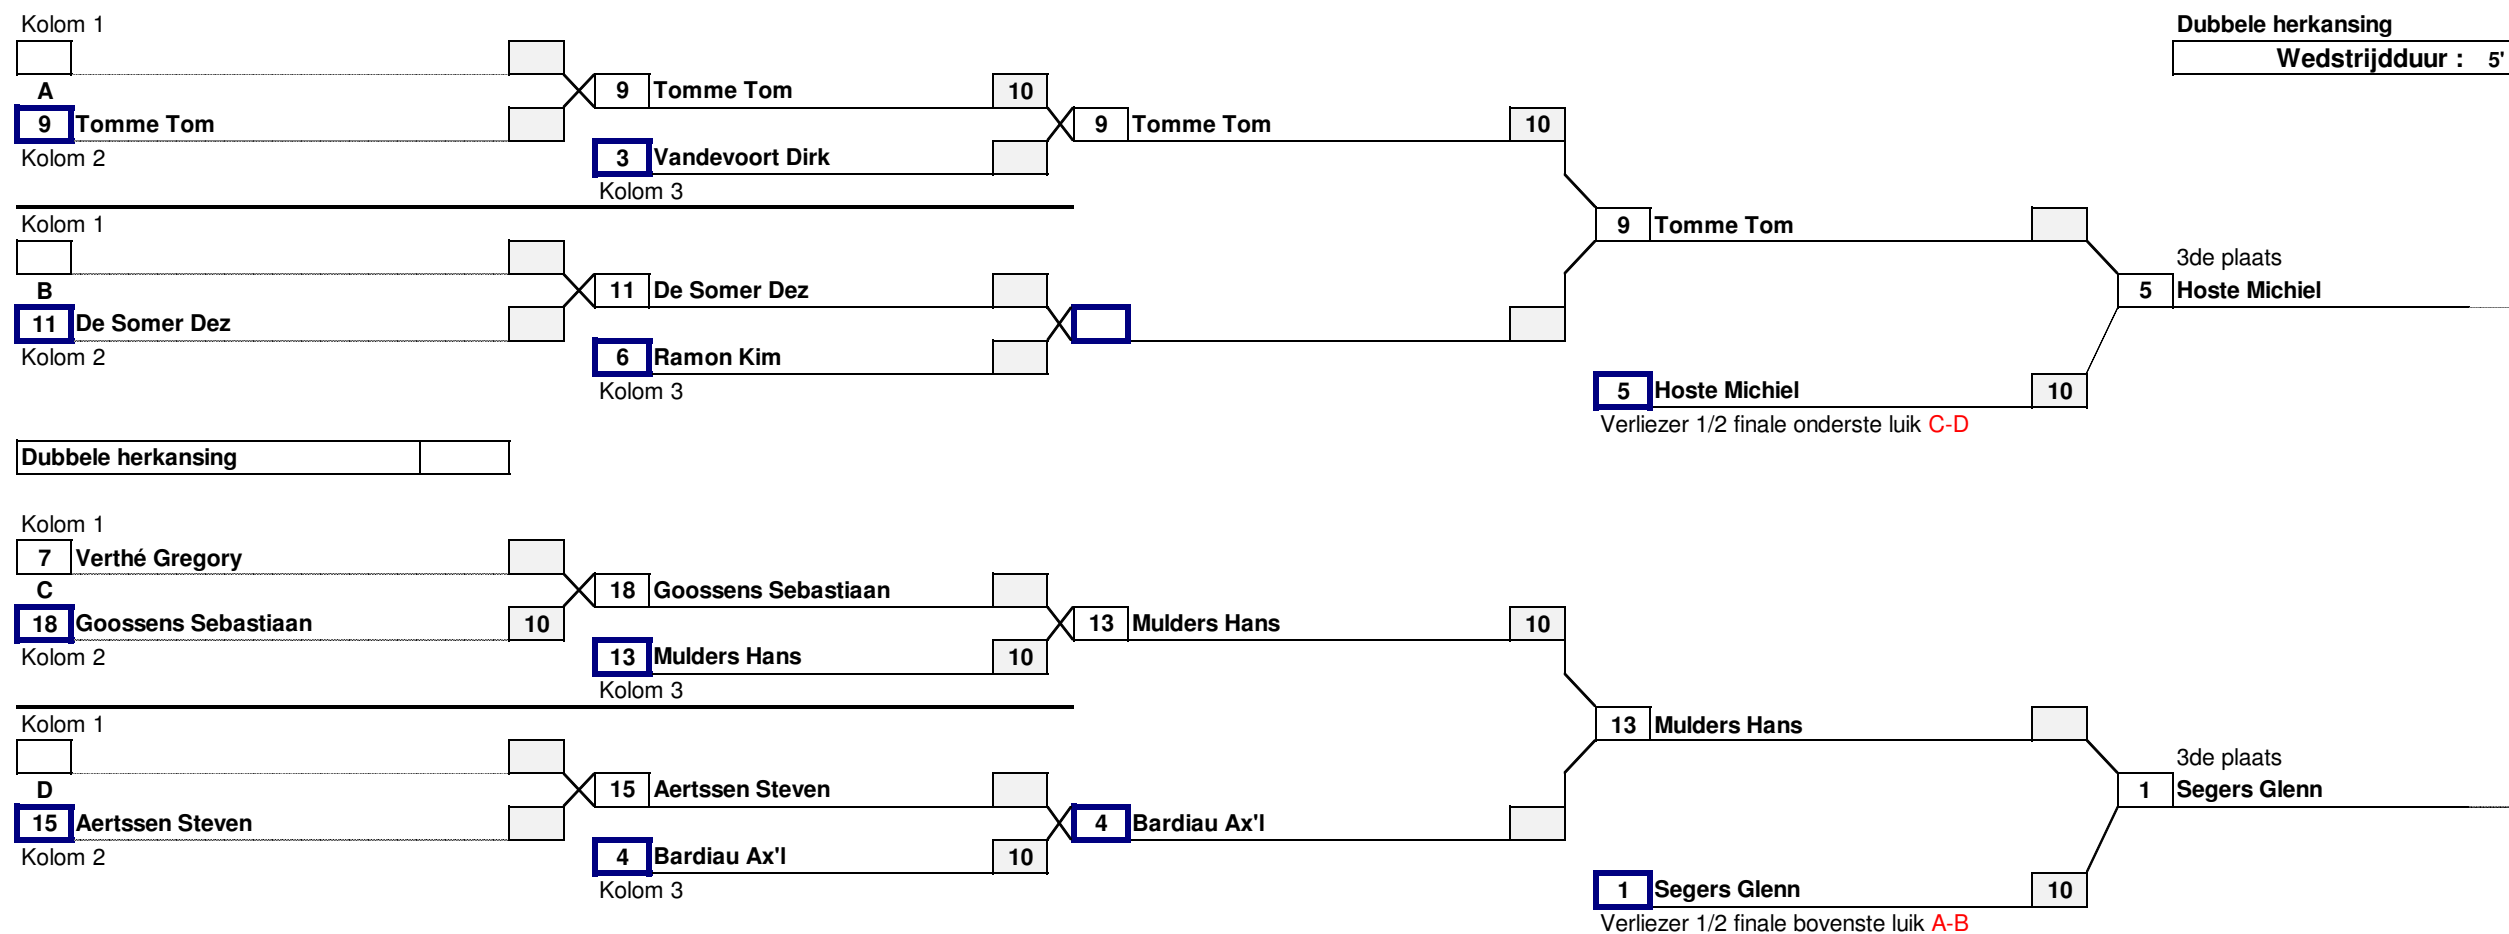 Kolom 1
Dubbele herkansing
Wedstrijdduur : 5'
A
9 Tomme Tom 10
9 Tomme Tom
9 Tomme Tom 10
Kolom 2
3 Vandevoort Dirk
Kolom 3
Kolom 1
9 Tomme Tom
3de plaats
B
11 De Somer Dez
5 Hoste Michiel
11 De Somer Dez
Kolom 2
6 Ramon Kim
Kolom 3
5 Hoste Michiel 10
Verliezer 1/2 finale onderste luik C-D
Dubbele herkansing
Kolom 1
7 Verthé Gregory
C
18 Goossens Sebastiaan
18 Goossens Sebastiaan 10
13 Mulders Hans 10
Kolom 2
13 Mulders Hans 10
Kolom 3
Kolom 1
13 Mulders Hans
3de plaats
D
15 Aertssen Steven
1 Segers Glenn
15 Aertssen Steven
4 Bardiau Ax'l
Kolom 2
4 Bardiau Ax'l 10
Kolom 3
1 Segers Glenn 10
Verliezer 1/2 finale bovenste luik A-B